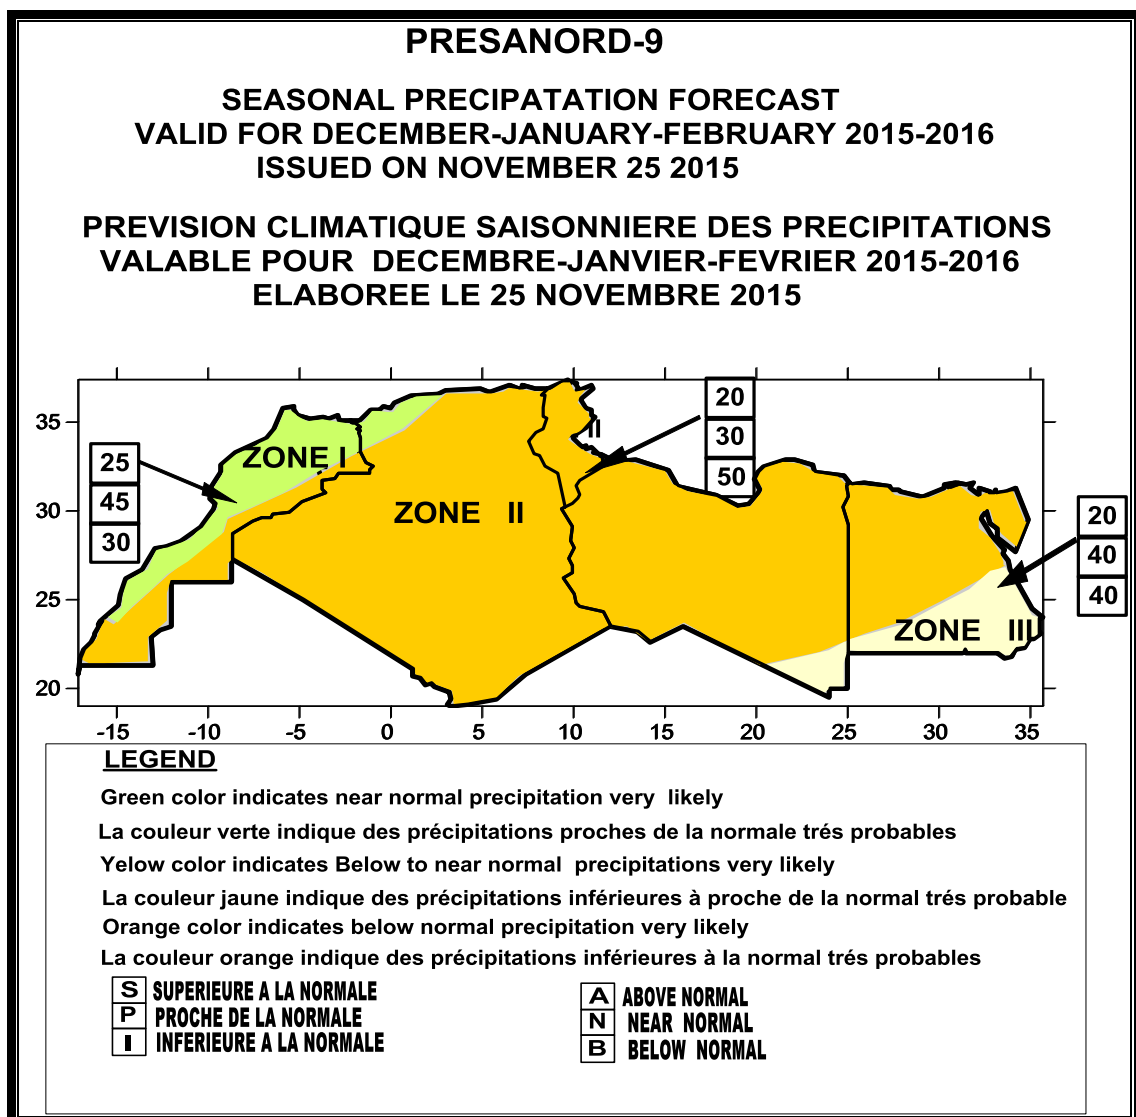 PRESANORD-9
SEASONAL PRECIPATATION FORECAST
VALID FOR DECEMBER-JANUARY-FEBRUARY 2015-2016
ISSUED ON NOVEMBER 25 2015
PREVISION CLIMATIQUE SAISONNIERE DES PRECIPITATIONS
VALABLE POUR DECEMBRE-JANVIER-FEVRIER 2015-2016
ELABOREE LE 25 NOVEMBRE 2015
35
30
25
20
25
45
30
ZONE I
ZONE II
II
20
30
50
20
40
40
ZONE III
-15 -10 -5 0 5 10 15 20 25 30 35
LEGEND
Green color indicates near normal precipitation very likely
La couleur verte indique des précipitations proches de la normale trés probables
Yelow color indicates Below to near normal precipitations very likely
La couleur jaune indique des précipitations inférieures à proche de la normal trés probable
Orange color indicates below normal precipitation very likely
La couleur orange indique des précipitations inférieures à la normal trés probables
S SUPERIEURE A LA NORMALE
P PROCHE DE LA NORMALE
I INFERIEURE A LA NORMALE
A ABOVE NORMAL
N NEAR NORMAL
B BELOW NORMAL